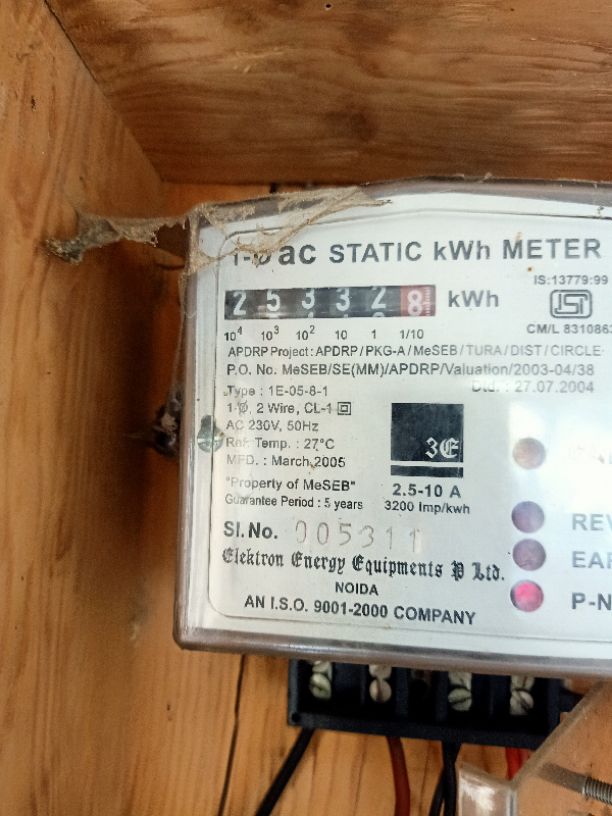 1-Ø ac STATIC kWh METER
IS:13779:99
2 5 3 3 2 8 kWh
ISI
CM/L 8310863
10⁴ 10³ 10² 10 1 1/10
APDRP Project: APDRP/PKG-A/MeSEB/TURA/DIST/CIRCLE
P.O. No. MeSEB/SE(MM)/APDRP/Valuation/2003-04/38
Dtd.: 27.07.2004
Type : 1E-05-8-1
1-Ø, 2 Wire, CL-1
AC 230V, 50Hz
Ref. Temp. : 27°C
MFD. : March,2005
3E
"Property of MeSEB"
Guarantee Period : 5 years
2.5-10 A
3200 Imp/kwh
REV
EAR
P-N
Sl.No. 005311
Elektron Energy Equipments P Ltd.
NOIDA
AN I.S.O. 9001-2000 COMPANY